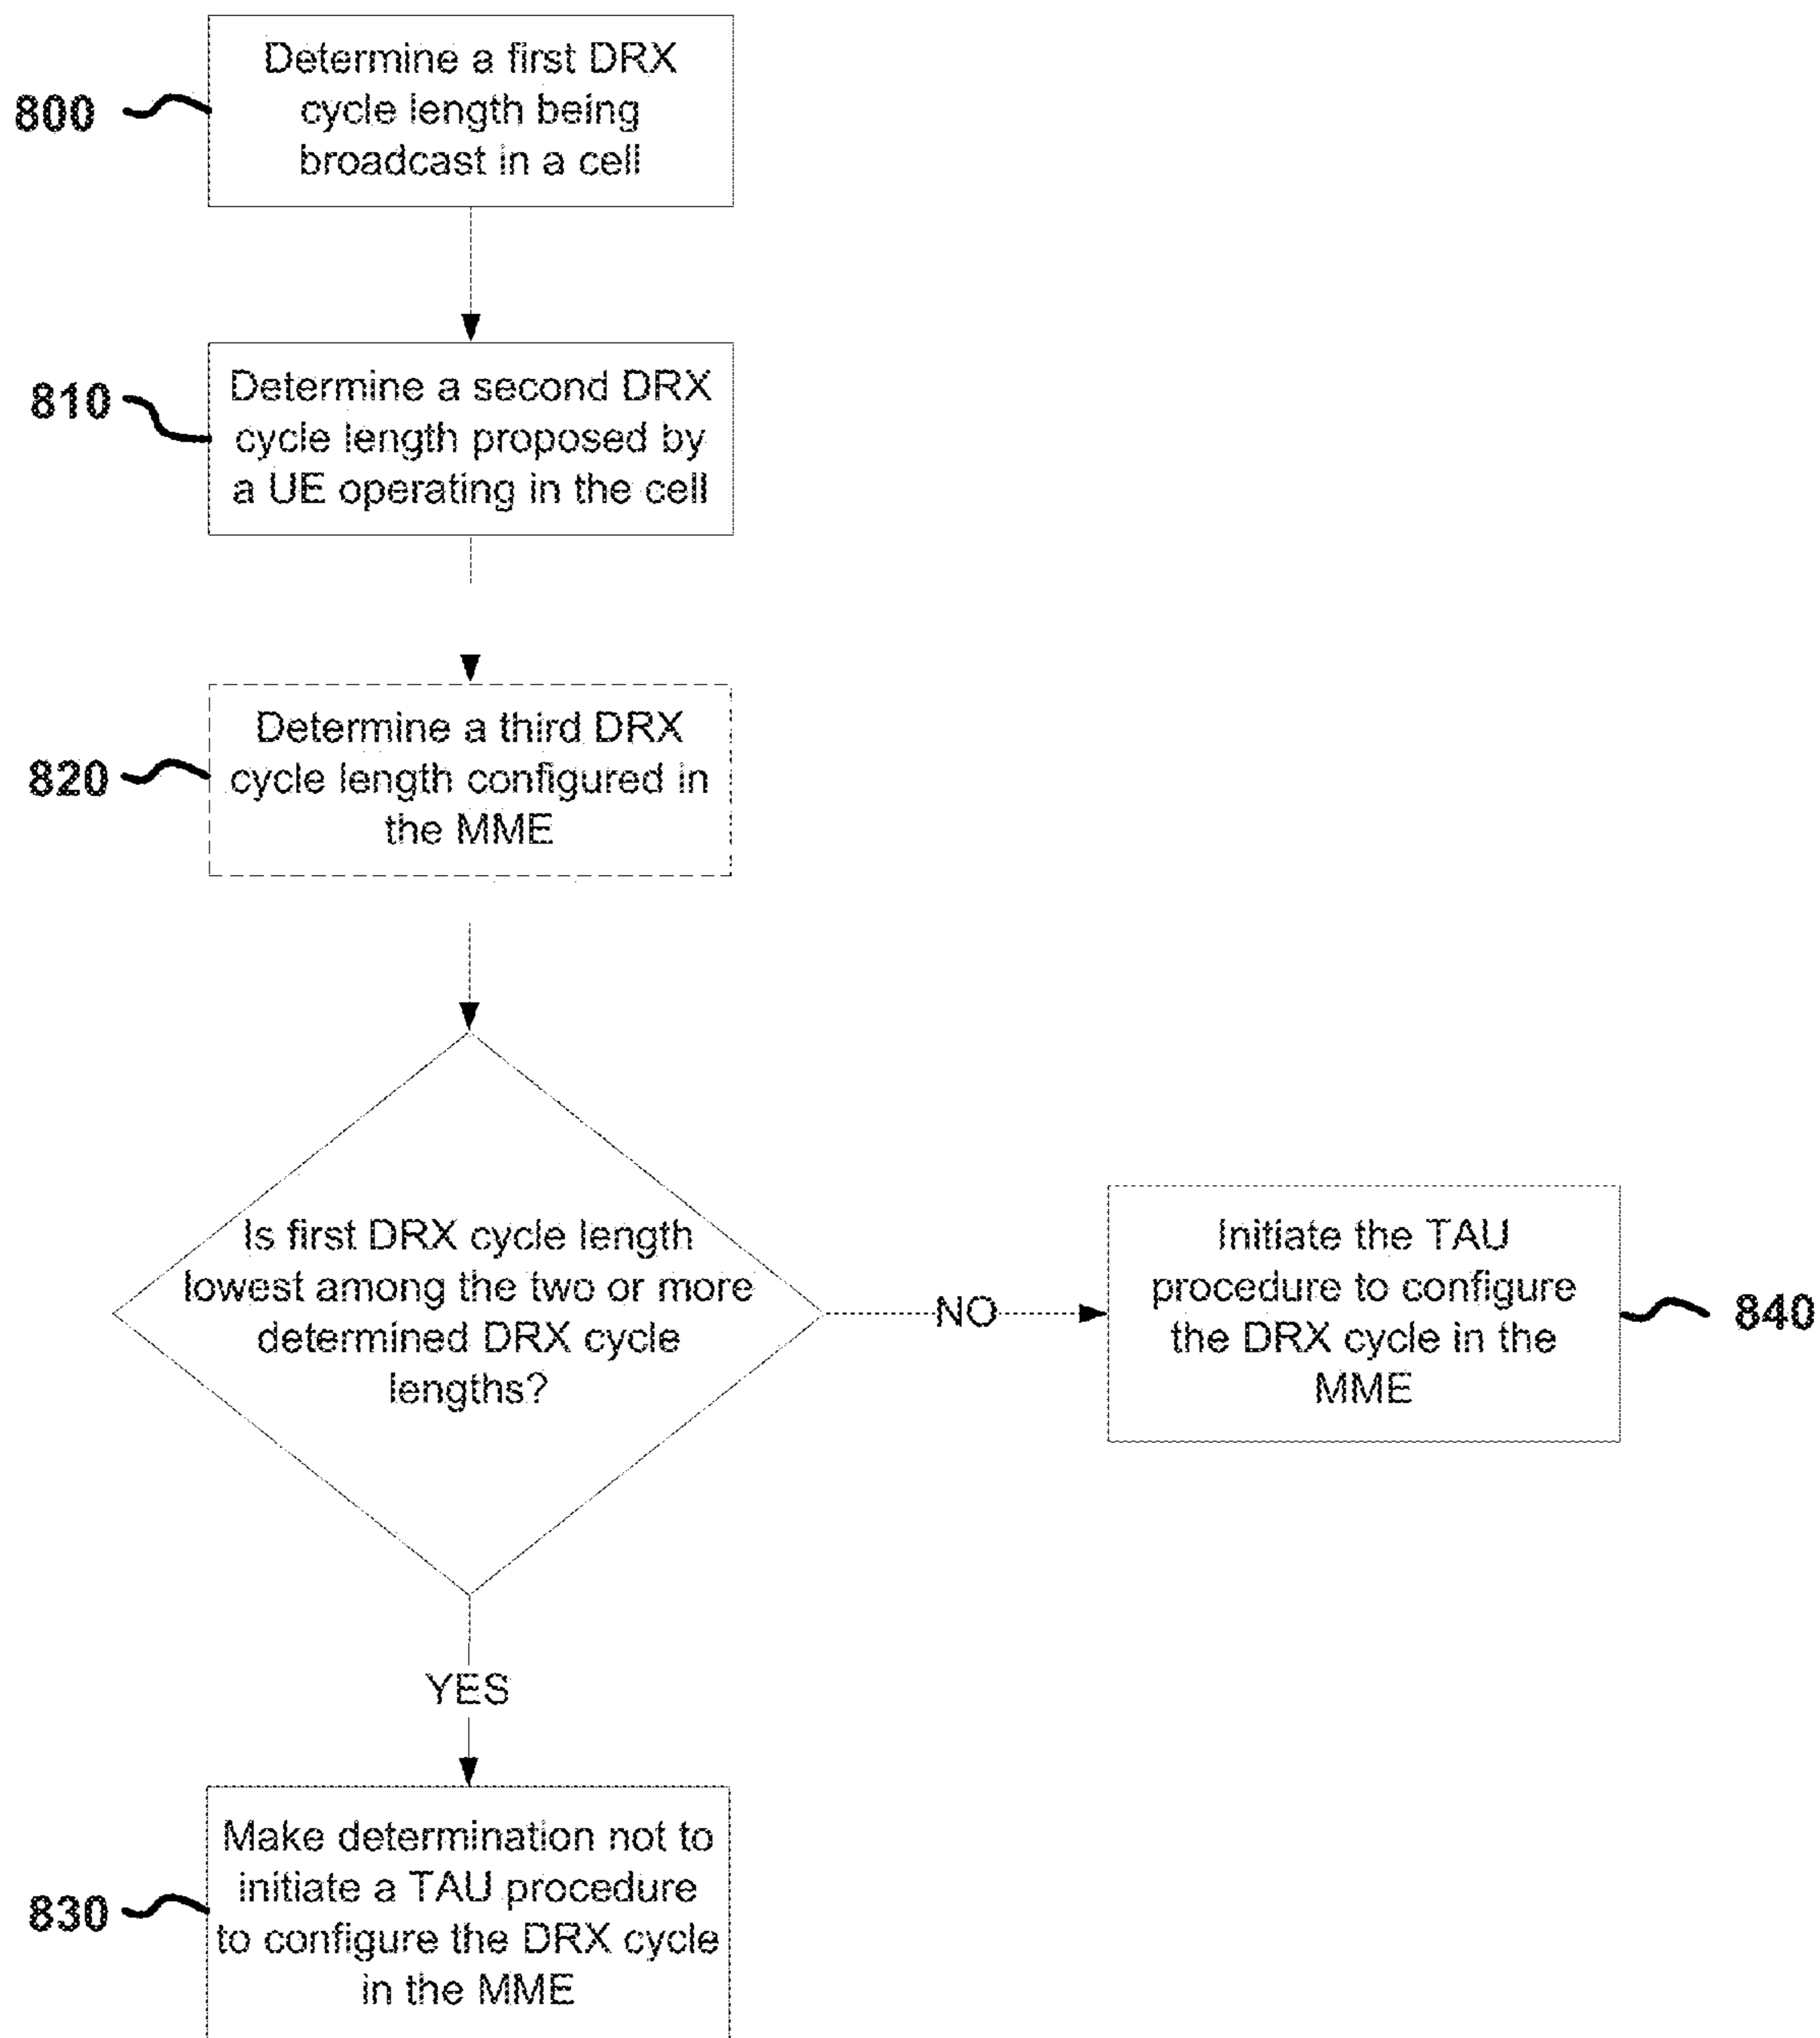 Determine a first DRX
cycle length being
broadcast in a cell
800
Determine a second DRX
cycle length proposed by
a UE operating in the cell
810
Determine a third DRX
cycle length configured in
the MME
820
Is first DRX cycle length
lowest among the two or more
determined DRX cycle
lengths?
NO
Initiate the TAU
procedure to configure
the DRX cycle in the
MME
840
YES
Make determination not to
initiate a TAU procedure
to configure the DRX cycle
in the MME
830